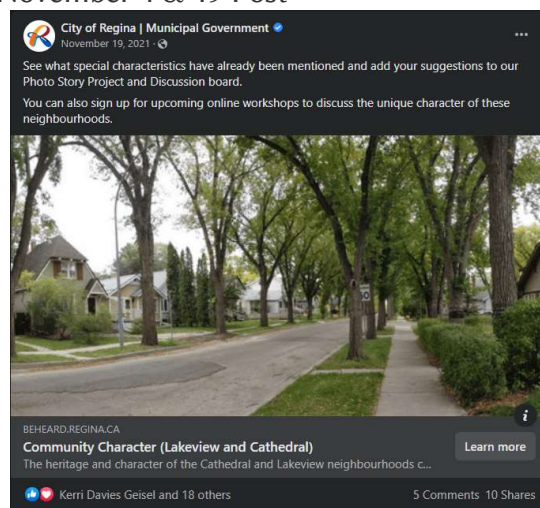 November 4 & 19 Post
City of Regina | Municipal Government
November 19, 2021
See what special characteristics have already been mentioned and add your suggestions to our
Photo Story Project and Discussion board.
You can also sign up for upcoming online workshops to discuss the unique character of these
neighbourhoods.
BEHEARD.REGINA.CA
Community Character (Lakeview and Cathedral)
Learn more
The heritage and character of the Cathedral and Lakeview neighbourhoods c...
Kerri Davies Geisel and 18 others
5 Comments 10 Shares